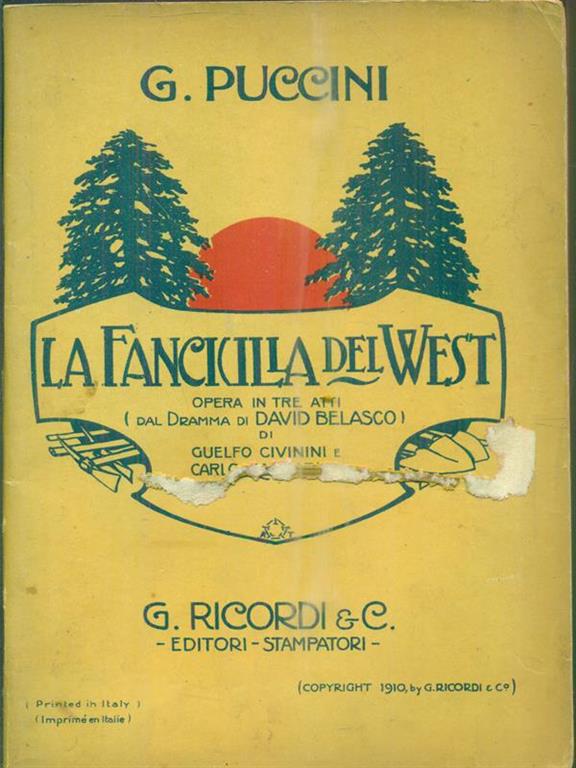 G. PUCCINI
LA FANCIULLA DEL WEST
OPERA IN TRE ATTI
( DAL DRAMMA DI DAVID BELASCO )
DI
GUELFO CIVININI E
G. RICORDI & C.
- EDITORI - STAMPATORI -
(COPYRIGHT 1910, by G. RICORDI & Co)
( Printed in Italy )
( Imprimé en Italie )